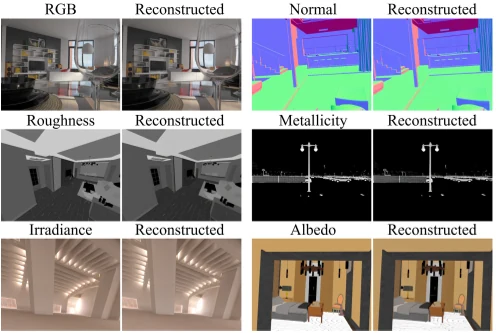 RGB Reconstructed Normal Reconstructed
Roughness Reconstructed Metallicity Reconstructed
Irradiance Reconstructed Albedo Reconstructed